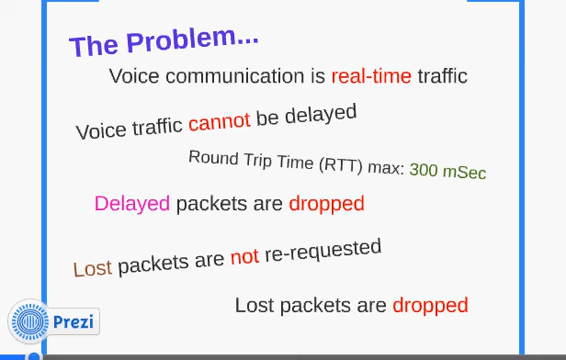 The Problem...
Voice communication is real-time traffic
Voice traffic cannot be delayed
Round Trip Time (RTT) max: 300 mSec
Delayed packets are dropped
Lost packets are not re-requested
Lost packets are dropped
Prezi